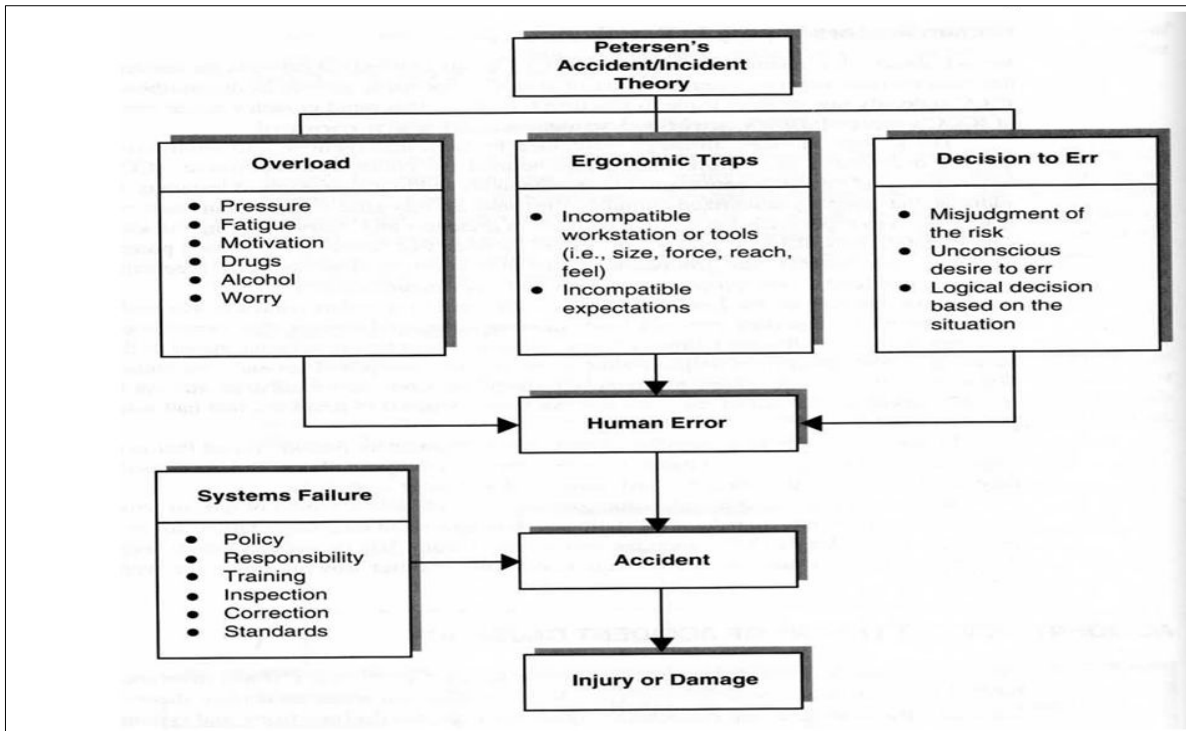 Petersen's
Accident/Incident
Theory
Overload
● Pressure
● Fatigue
● Motivation
● Drugs
● Alcohol
● Worry
Ergonomic Traps
● Incompatible
workstation or tools
(i.e., size, force, reach,
feel)
● Incompatible
expectations
Decision to Err
● Misjudgment of
the risk
● Unconscious
desire to err
● Logical decision
based on the
situation
Human Error
Systems Failure
● Policy
● Responsibility
● Training
● Inspection
● Correction
● Standards
Accident
Injury or Damage